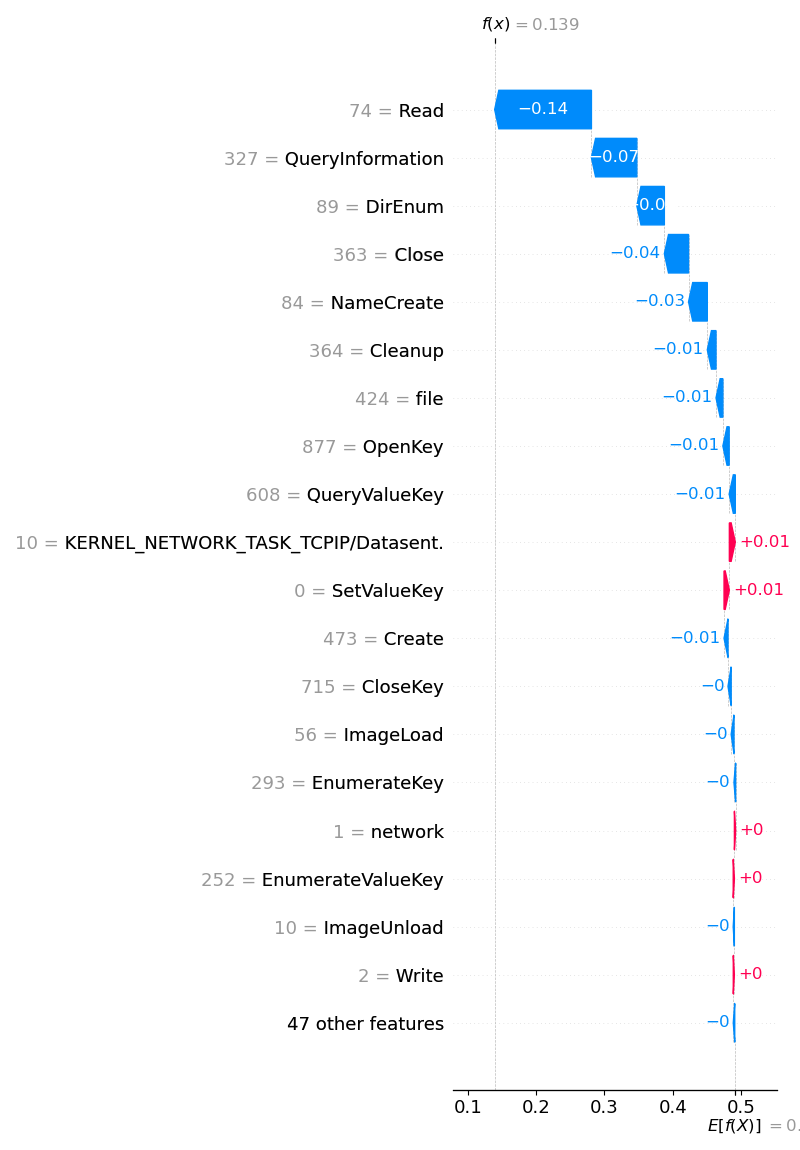 f(x) = 0.139
74 = Read −0.14
327 = QueryInformation −0.07
89 = DirEnum −0.0
363 = Close −0.04
84 = NameCreate −0.03
364 = Cleanup −0.01
424 = file −0.01
877 = OpenKey −0.01
608 = QueryValueKey −0.01
10 = KERNEL_NETWORK_TASK_TCPIP/Datasent. +0.01
0 = SetValueKey +0.01
473 = Create −0.01
715 = CloseKey −0
56 = ImageLoad −0
293 = EnumerateKey −0
1 = network +0
252 = EnumerateValueKey +0
10 = ImageUnload −0
2 = Write +0
47 other features −0
0.1 0.2 0.3 0.4 0.5
E[f(X)] = 0.